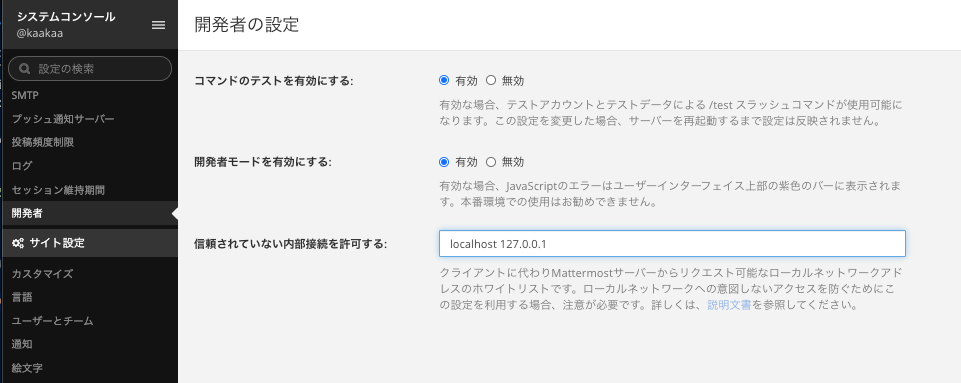 システムコンソール
@kaakaa
設定の検索
SMTP
プッシュ通知サーバー
投稿頻度制限
ログ
セッション維持期間
開発者
サイト設定
カスタマイズ
言語
ユーザーとチーム
通知
絵文字
開発者の設定
コマンドのテストを有効にする:
有効 無効
有効な場合、テストアカウントとテストデータによる /test スラッシュコマンドが使用可能に
なります。この設定を変更した場合、サーバーを再起動するまで設定は反映されません。
開発者モードを有効にする:
有効 無効
有効な場合、JavaScriptのエラーはユーザーインターフェイス上部の紫色のバーに表示されま
す。本番環境での使用はお勧めできません。
信頼されていない内部接続を許可する:
localhost 127.0.0.1
クライアントに代わりMattermostサーバーからリクエスト可能なローカルネットワークアド
レスのホワイトリストです。ローカルネットワークへの意図しないアクセスを防ぐためにこ
の設定を利用する場合、注意が必要です。詳しくは、説明文書を参照してください。